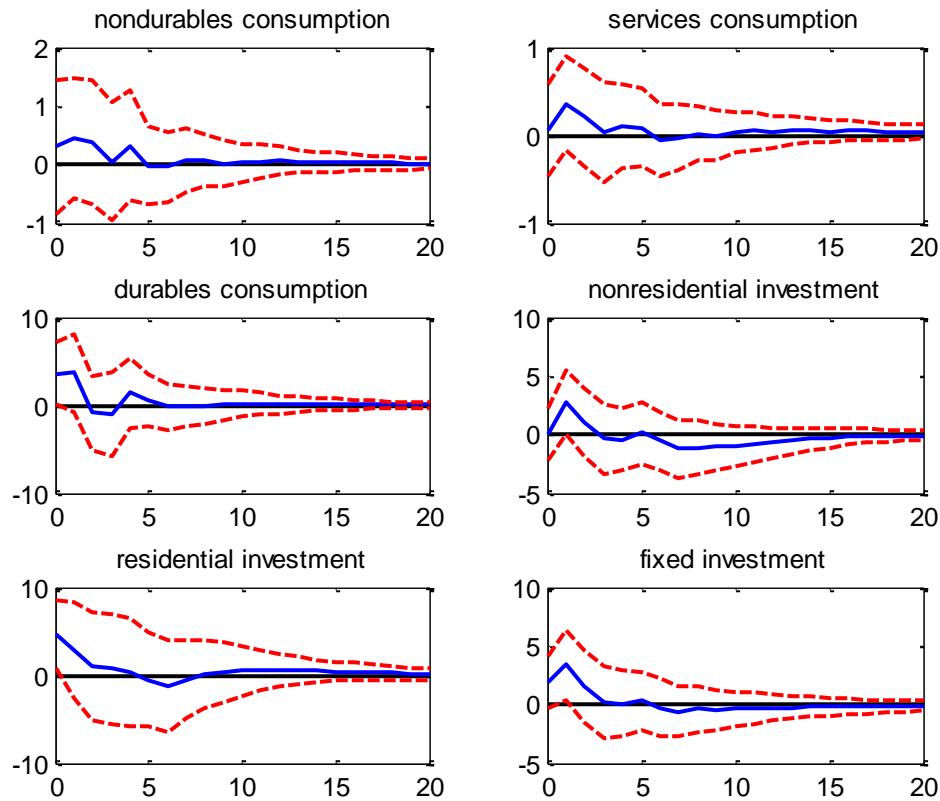 nondurables consumption
2
1
0
-1
0 5 10 15 20
services consumption
1
0
-1
0 5 10 15 20
durables consumption
10
0
-10
0 5 10 15 20
nonresidential investment
10
5
0
-5
0 5 10 15 20
residential investment
10
0
-10
0 5 10 15 20
fixed investment
10
5
0
-5
0 5 10 15 20